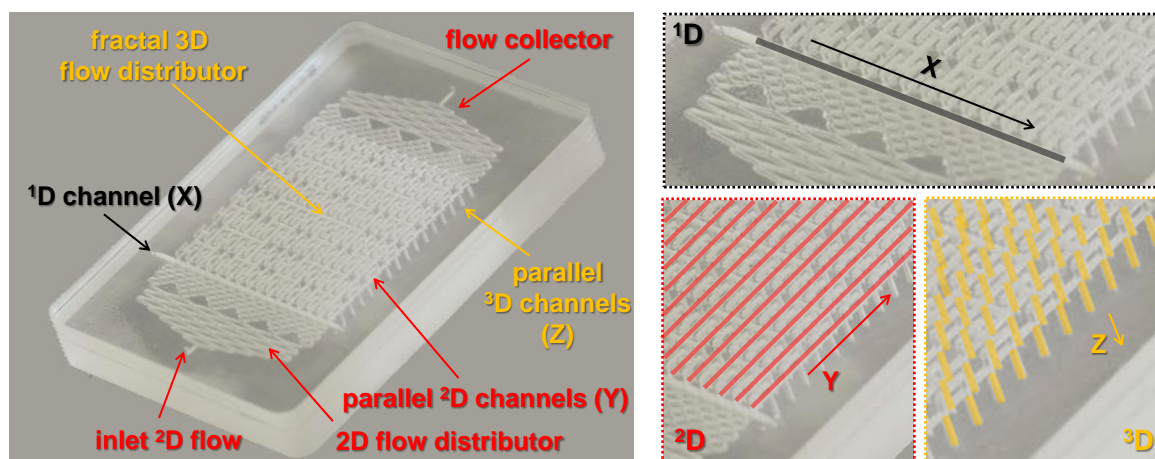 fractal 3D
flow distributor
flow collector
¹D channel (X)
parallel
³D channels
(Z)
parallel ²D channels (Y)
inlet ²D flow
2D flow distributor
¹D
X
Y
²D
Z
³D